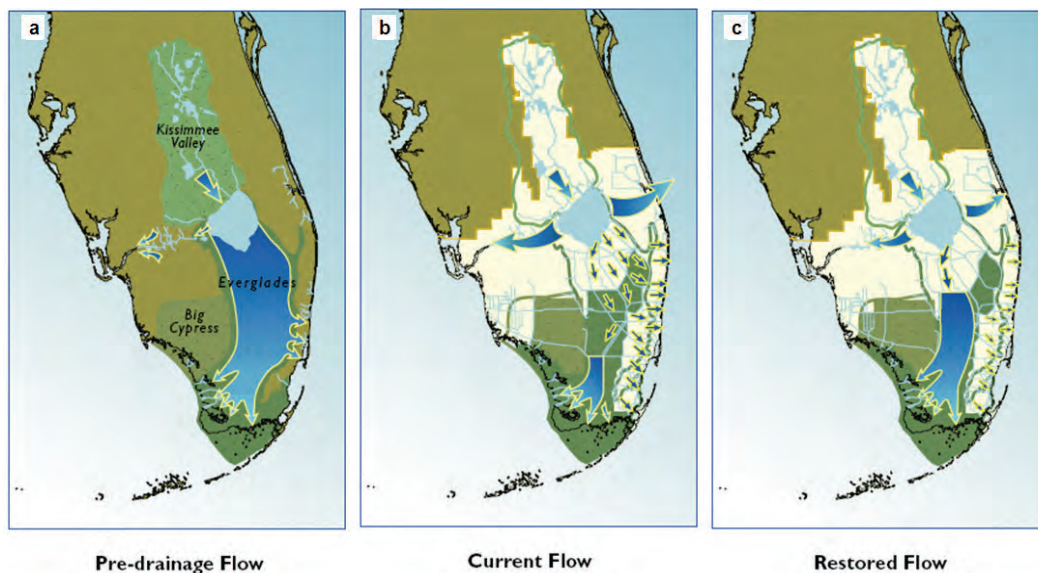 a
b
c
Kissimmee
Valley
Everglades
Big
Cypress
Pre-drainage Flow
Current Flow
Restored Flow